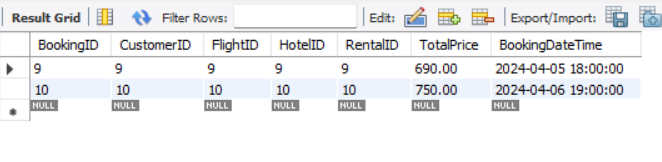 Result Grid Filter Rows: Edit: Export/Import:
BookingID CustomerID FlightID HotelID RentalID TotalPrice BookingDateTime
9 9 9 9 9 690.00 2024-04-05 18:00:00
10 10 10 10 10 750.00 2024-04-06 19:00:00
NULL NULL NULL NULL NULL NULL NULL